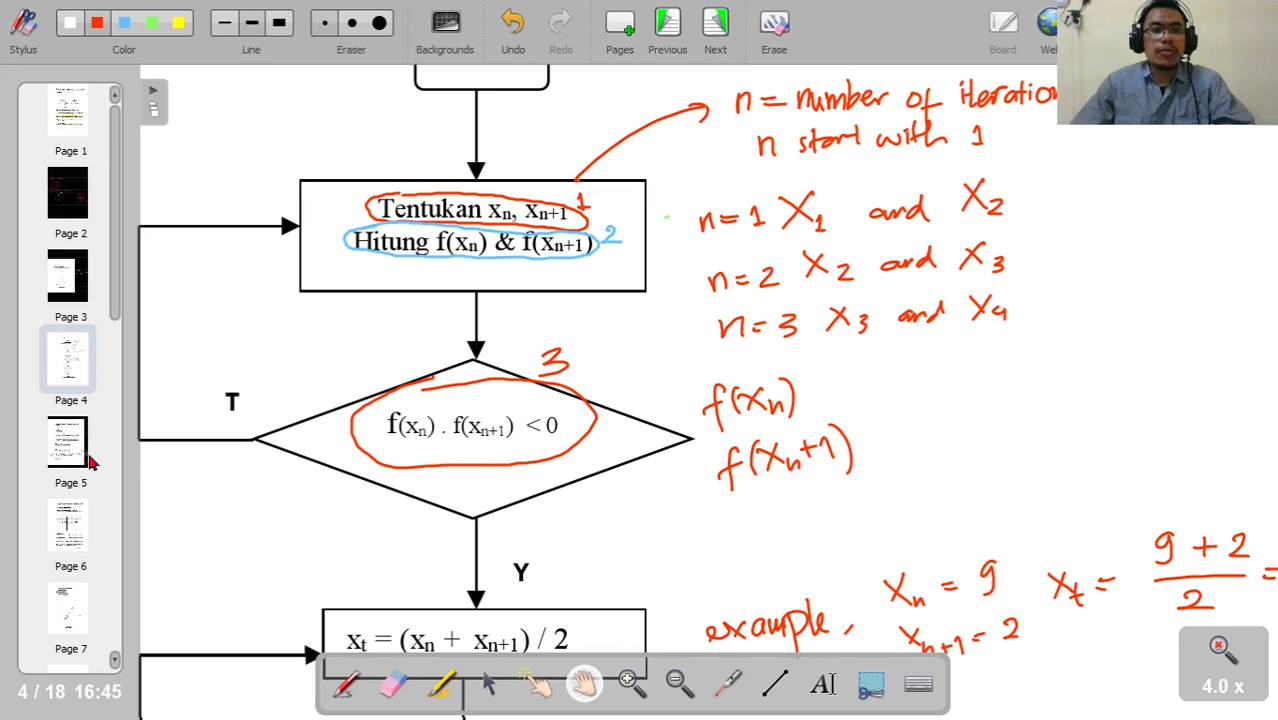 Stylus
Color
Line
Eraser
Backgrounds
Undo
Redo
Pages
Previous
Next
Erase
Board
Page 1
Page 2
Page 3
Page 4
Page 5
Page 6
Page 7
n = number of iteration
n start with 1
Tentukan xn, xn+1 1
Hitung f(xn) & f(xn+1) 2
n=1 X1 and X2
n=2 X2 and X3
n=3 X3 and X4
3
T
f(xn) . f(xn+1) < 0
f(xn)
f(xn+1)
Y
xt = (xn + xn+1) / 2
example,
xn = 9
xn+1 = 2
xt = 9 + 2 / 2 =
4 / 18 16:45
4.0 x